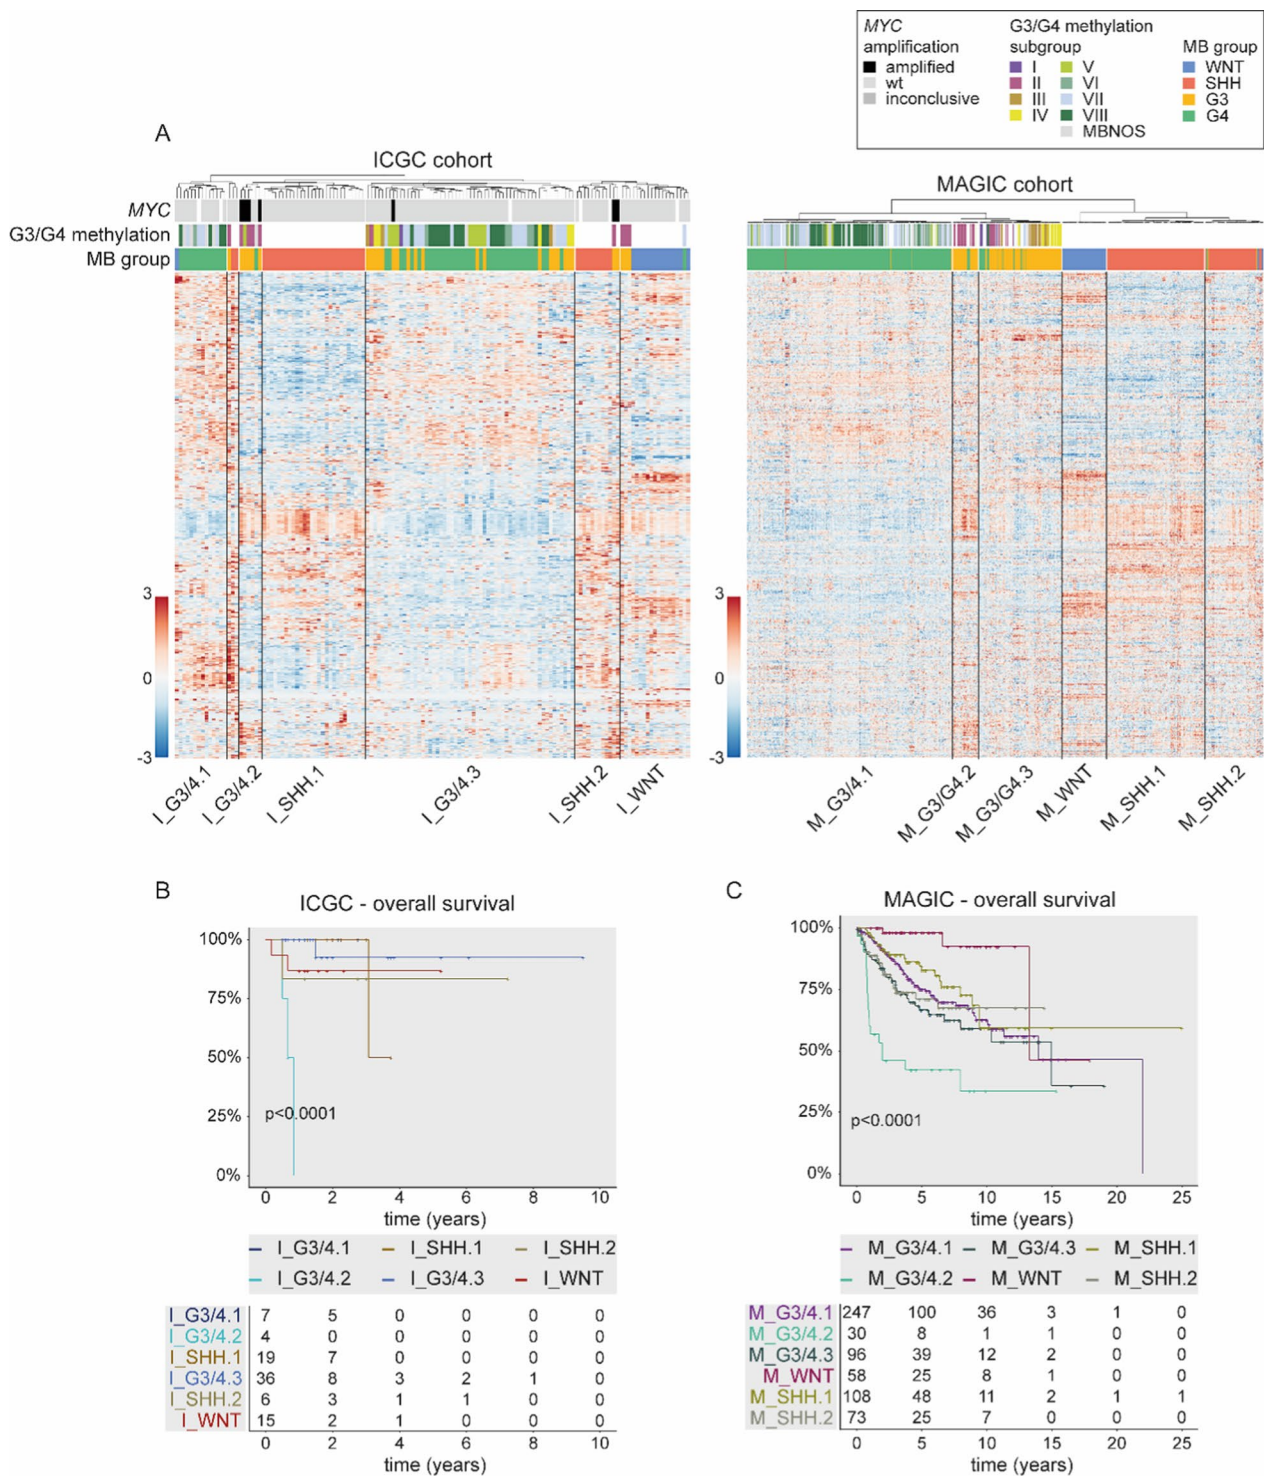 MYC
amplification
amplified
wt
inconclusive
G3/G4 methylation
subgroup
I
II
III
IV
V
VI
VII
VIII
MBNOS
MB group
WNT
SHH
G3
G4
A
ICGC cohort
MYC
G3/G4 methylation
MB group
3
0
-3
I_G3/4.1
I_G3/4.2
I_SHH.1
I_G3/4.3
I_SHH.2
I_WNT
MAGIC cohort
3
0
-3
M_G3/4.1
M_G3/G4.2
M_G3/G4.3
M_WNT
M_SHH.1
M_SHH.2
B
ICGC - overall survival
100%
75%
50%
25%
0%
p<0.0001
0 2 4 6 8 10
time (years)
I_G3/4.1 I_SHH.1 I_SHH.2
I_G3/4.2 I_G3/4.3 I_WNT
I_G3/4.1 7 5 0 0 0 0
I_G3/4.2 4 0 0 0 0 0
I_SHH.1 19 7 0 0 0 0
I_G3/4.3 36 8 3 2 1 0
I_SHH.2 6 3 1 1 0 0
I_WNT 15 2 1 0 0 0
0 2 4 6 8 10
time (years)
C
MAGIC - overall survival
100%
75%
50%
25%
0%
p<0.0001
0 5 10 15 20 25
time (years)
M_G3/4.1 M_G3/4.3 M_SHH.1
M_G3/4.2 M_WNT M_SHH.2
M_G3/4.1 247 100 36 3 1 0
M_G3/4.2 30 8 1 1 0 0
M_G3/4.3 96 39 12 2 0 0
M_WNT 58 25 8 1 0 0
M_SHH.1 108 48 11 2 1 1
M_SHH.2 73 25 7 0 0 0
0 5 10 15 20 25
time (years)